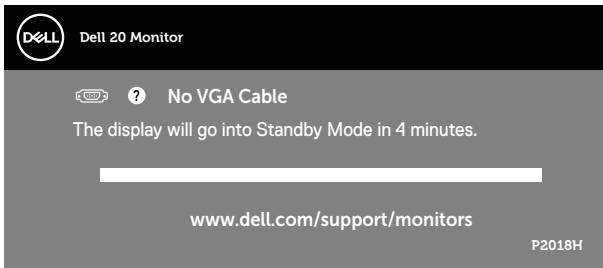 DELL
Dell 20 Monitor
? No VGA Cable
The display will go into Standby Mode in 4 minutes.
www.dell.com/support/monitors
P2018H